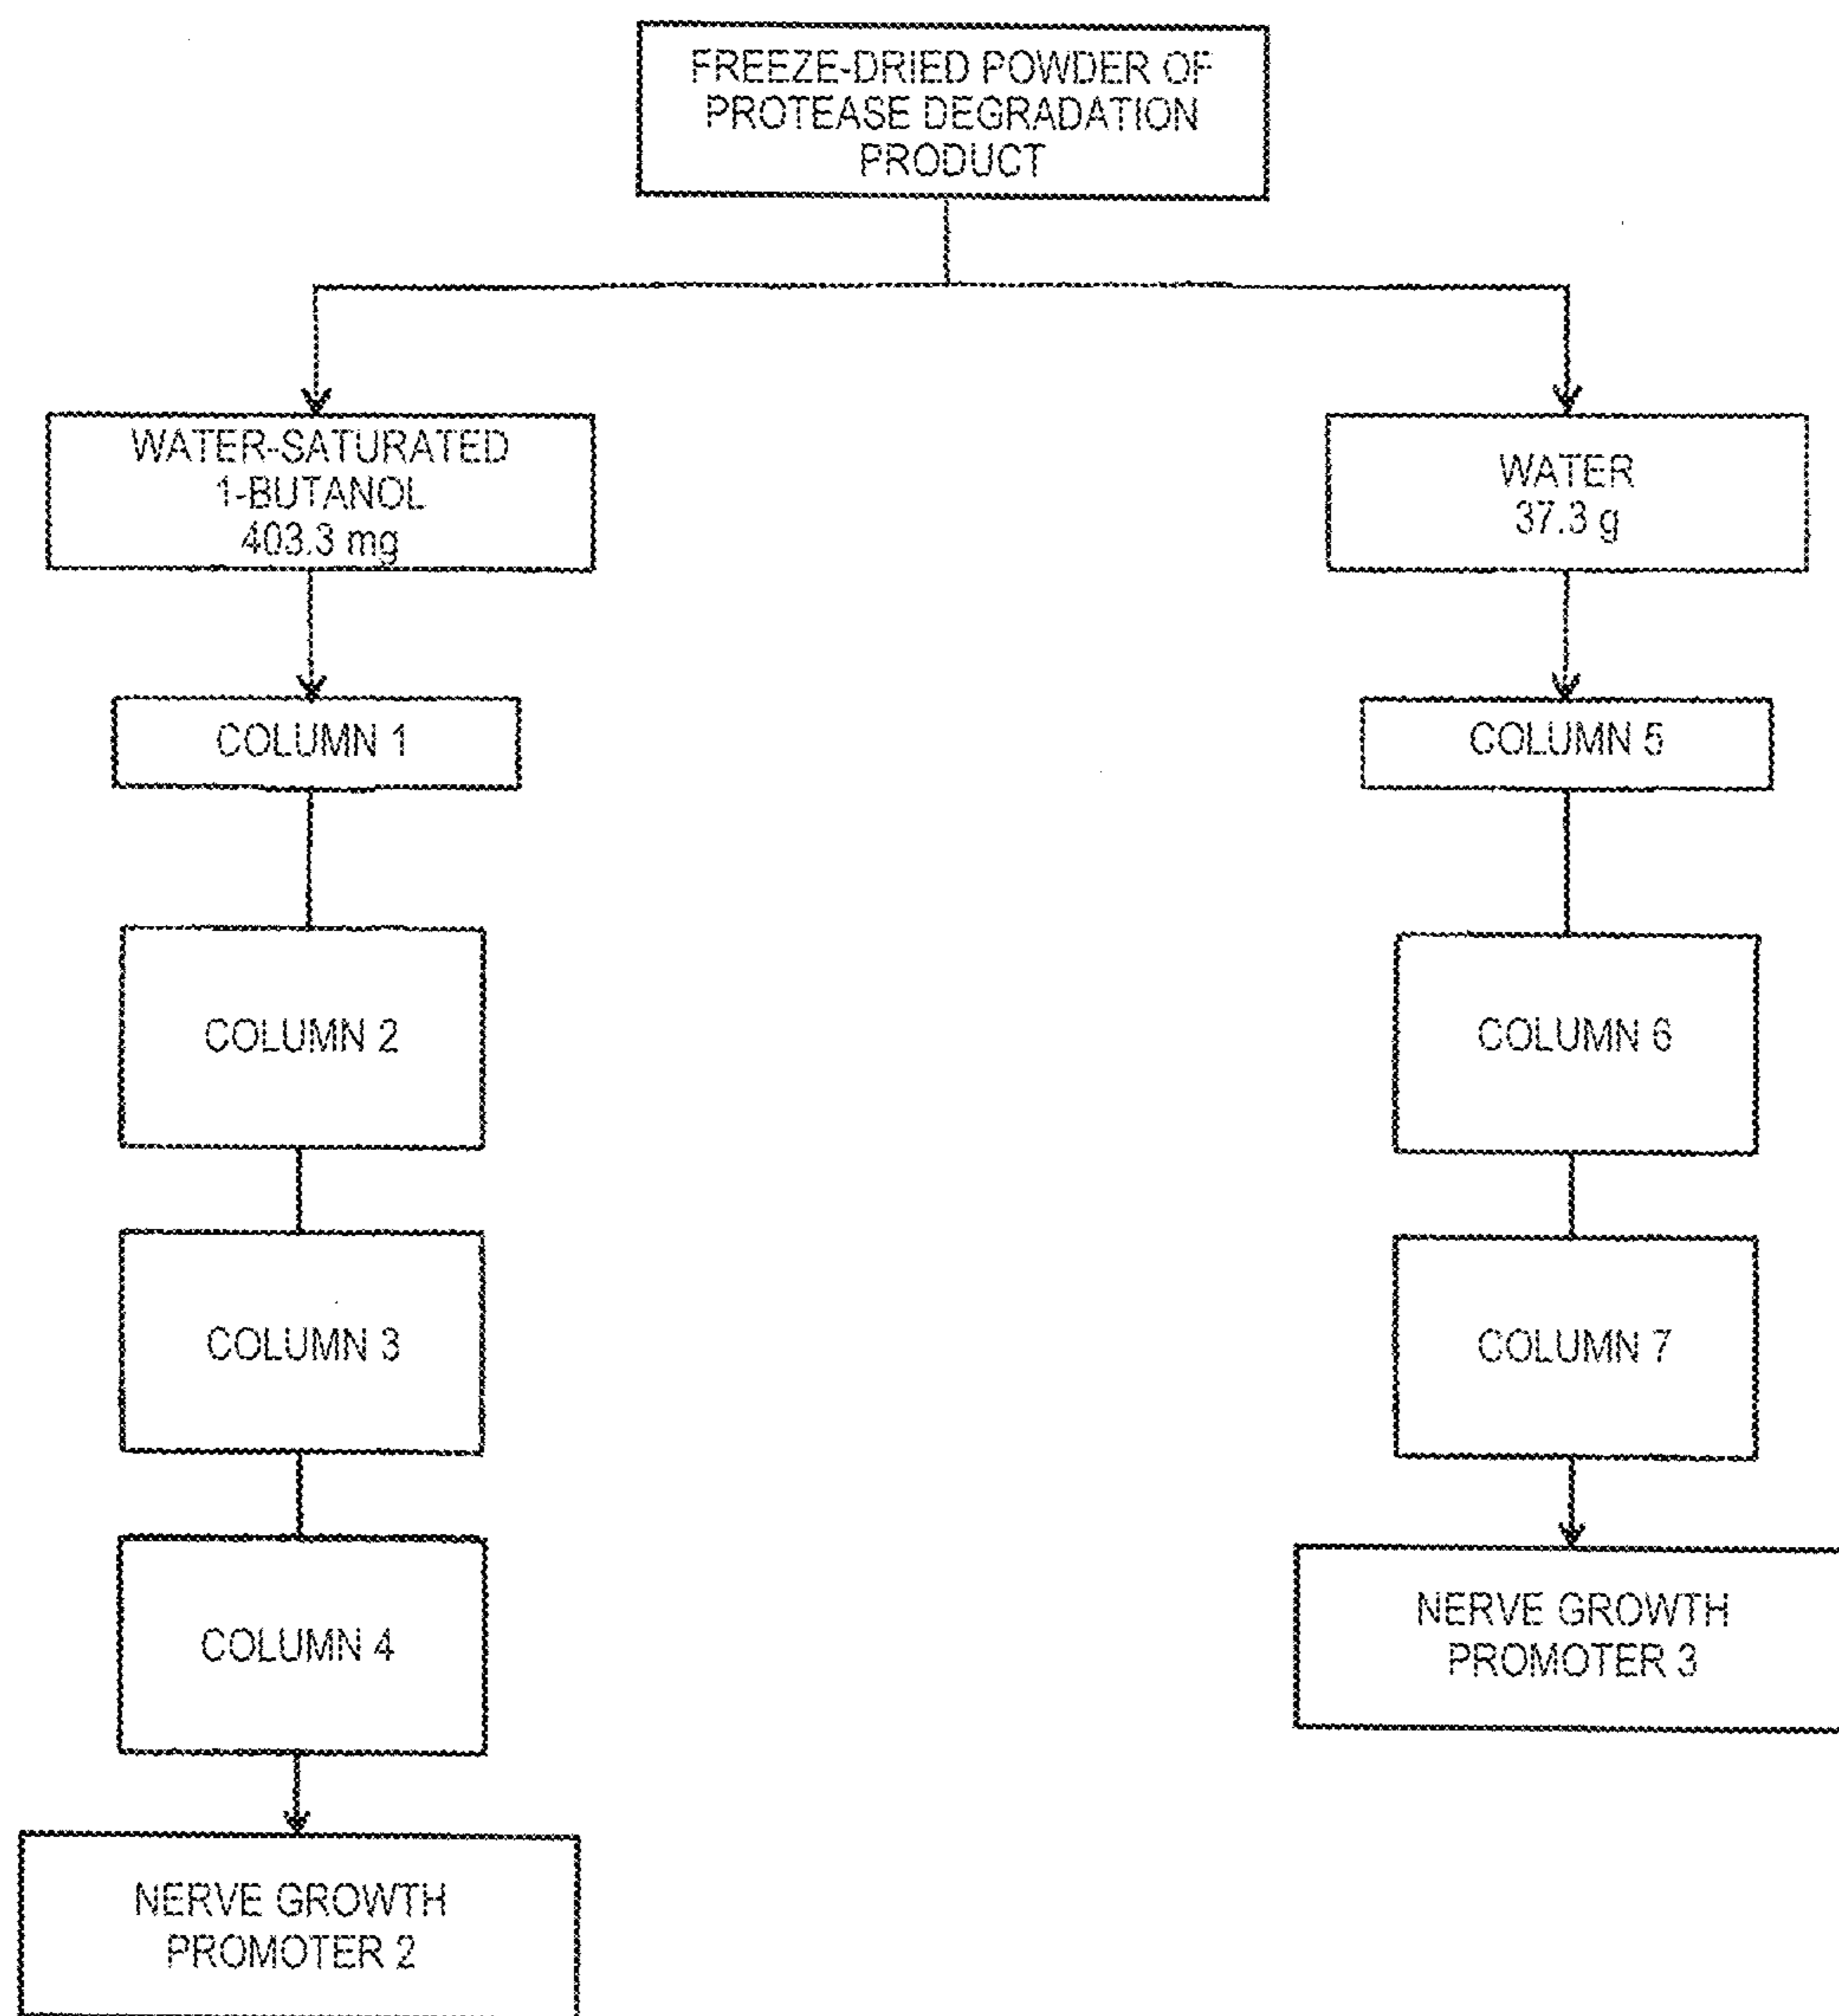 FREEZE-DRIED POWDER OF
PROTEASE DEGRADATION
PRODUCT
WATER-SATURATED
1-BUTANOL
403.3 mg
WATER
37.3 g
COLUMN 1
COLUMN 5
COLUMN 2
COLUMN 6
COLUMN 3
COLUMN 7
COLUMN 4
NERVE GROWTH
PROMOTER 3
NERVE GROWTH
PROMOTER 2